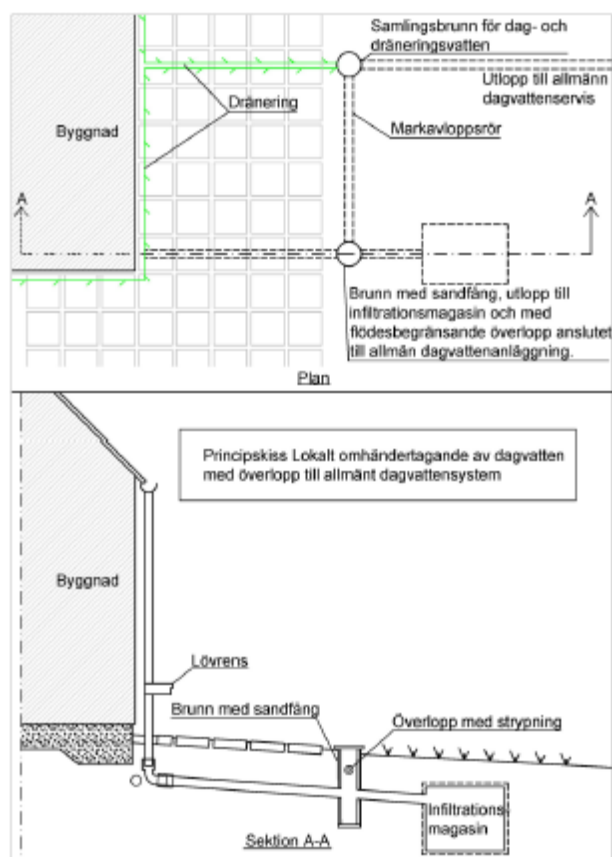 Samlingsbrunn för dag- och
dräneringsvatten
Utlopp till allmänn
dagvattenservis
Dränering
Byggnad
Markavloppsrör
A
A
Brunn med sandfång, utlopp till
infiltrationsmagasin och med
flödesbegränsande överlopp anslutet
till allmän dagvattenanläggning.
Plan
Principskiss Lokalt omhändertagande av dagvatten
med överlopp till allmänt dagvattensystem
Byggnad
Lövrens
Brunn med sandfång
Överlopp med strypning
Infiltrations
magasin
Sektion A-A